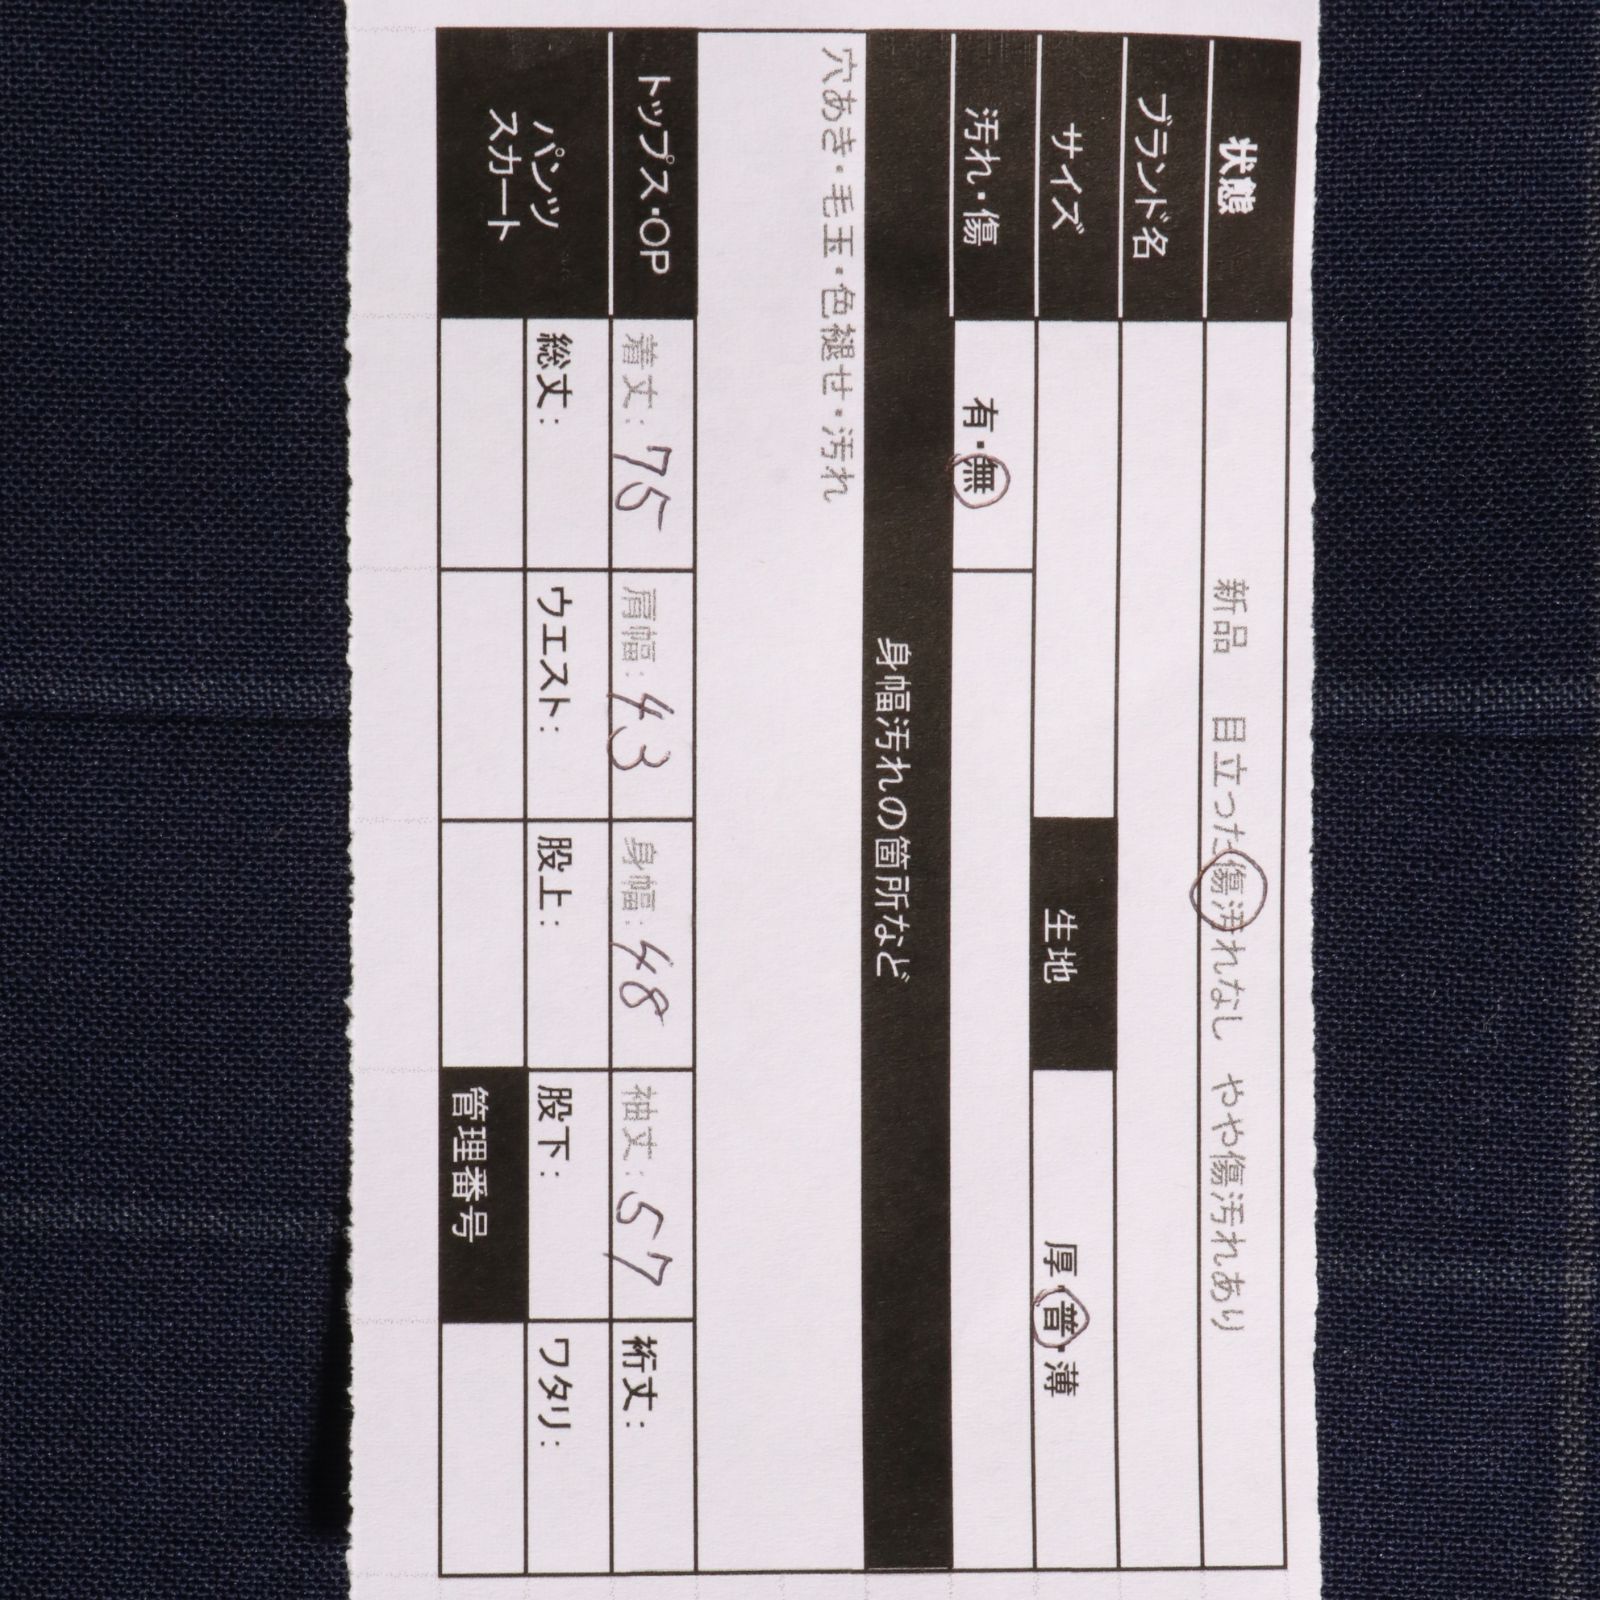 状態 新品 目立った傷汚れなし やや傷汚れあり
ブランド名
サイズ 生地 厚・普・薄
汚れ・傷 有・無
身幅汚れの箇所など
穴あき・毛玉・色褪せ・汚れ
トップス・OP 着丈: 75 肩幅: 43 身幅: 48 袖丈: 57 裄丈:
パンツ
スカート
総丈: ウエスト: 股上: 股下: ワタリ:
管理番号